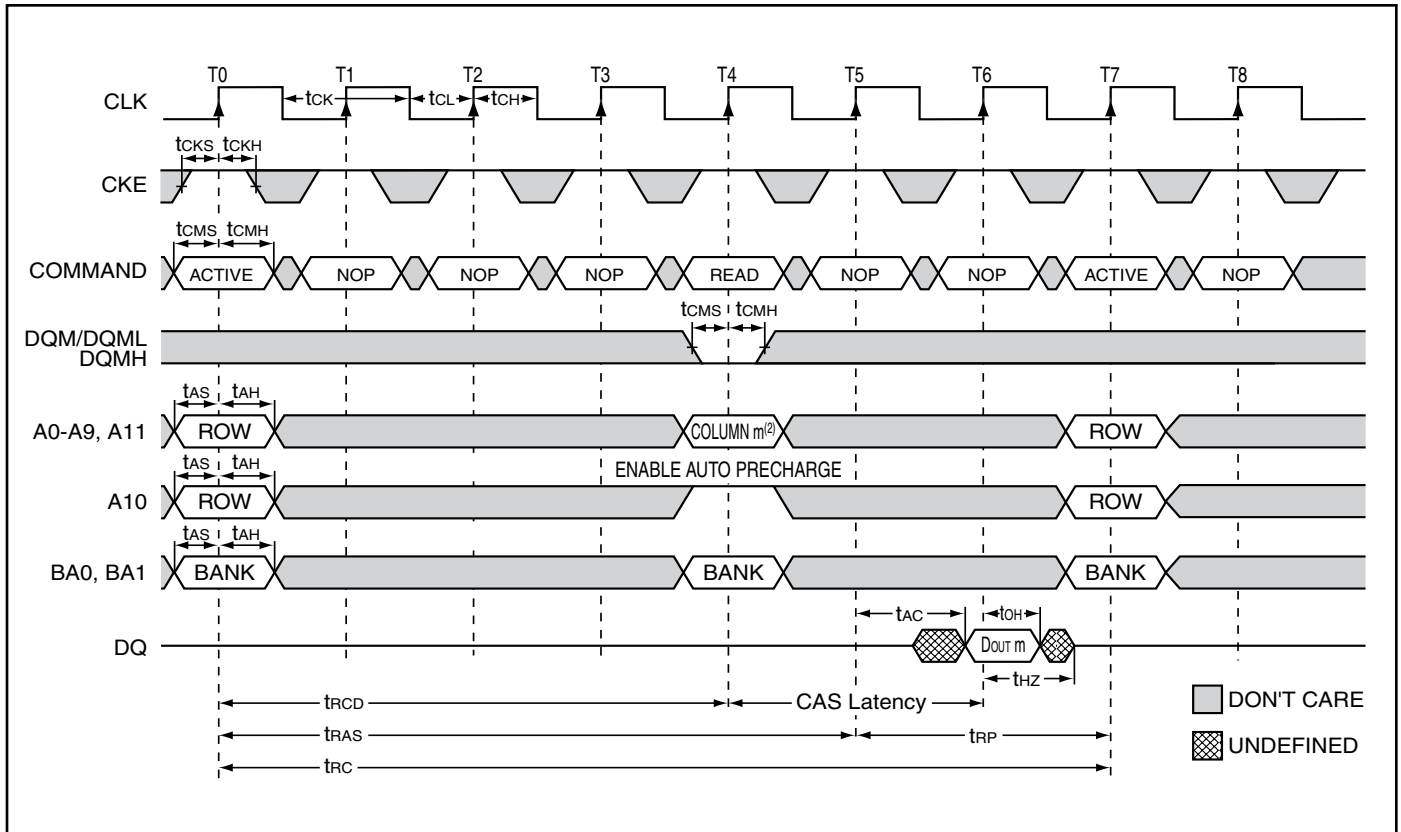 T0 T1 T2 T3 T4 T5 T6 T7 T8
CLK
tCK tCL tCH
tCKS tCKH
CKE
tCMS tCMH
COMMAND ACTIVE NOP NOP NOP READ NOP NOP ACTIVE NOP
tCMS tCMH
DQM/DQML
DQMH
tAS tAH
A0-A9, A11 ROW COLUMN m(2) ROW
tAS tAH ENABLE AUTO PRECHARGE
A10 ROW ROW
tAS tAH
BA0, BA1 BANK BANK BANK
tAC tOH
DQ DOUT m
tHZ
tRCD CAS Latency DON'T CARE
tRAS tRP UNDEFINED
tRC